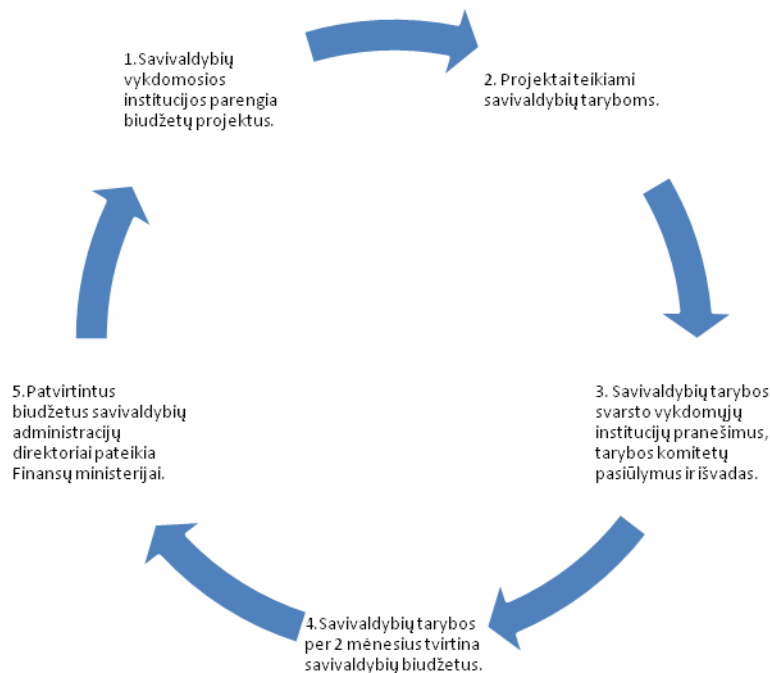 1.Savivaldybių
vykdomosios
institucijos parengia
biudžetų projektus.
2. Projektai teikiami
savivaldybių taryboms.
3. Savivaldybių tarybos
svarsto vykdomųjų
institucijų pranešimus,
tarybos komitetų
pasiūlymus ir išvadas.
4.Savivaldybių tarybos
per 2 mėnesius tvirtina
savivaldybių biudžetus.
5.Patvirtintus
biudžetus savivaldybių
administracijų
direktoriai pateikia
Finansų ministerijai.